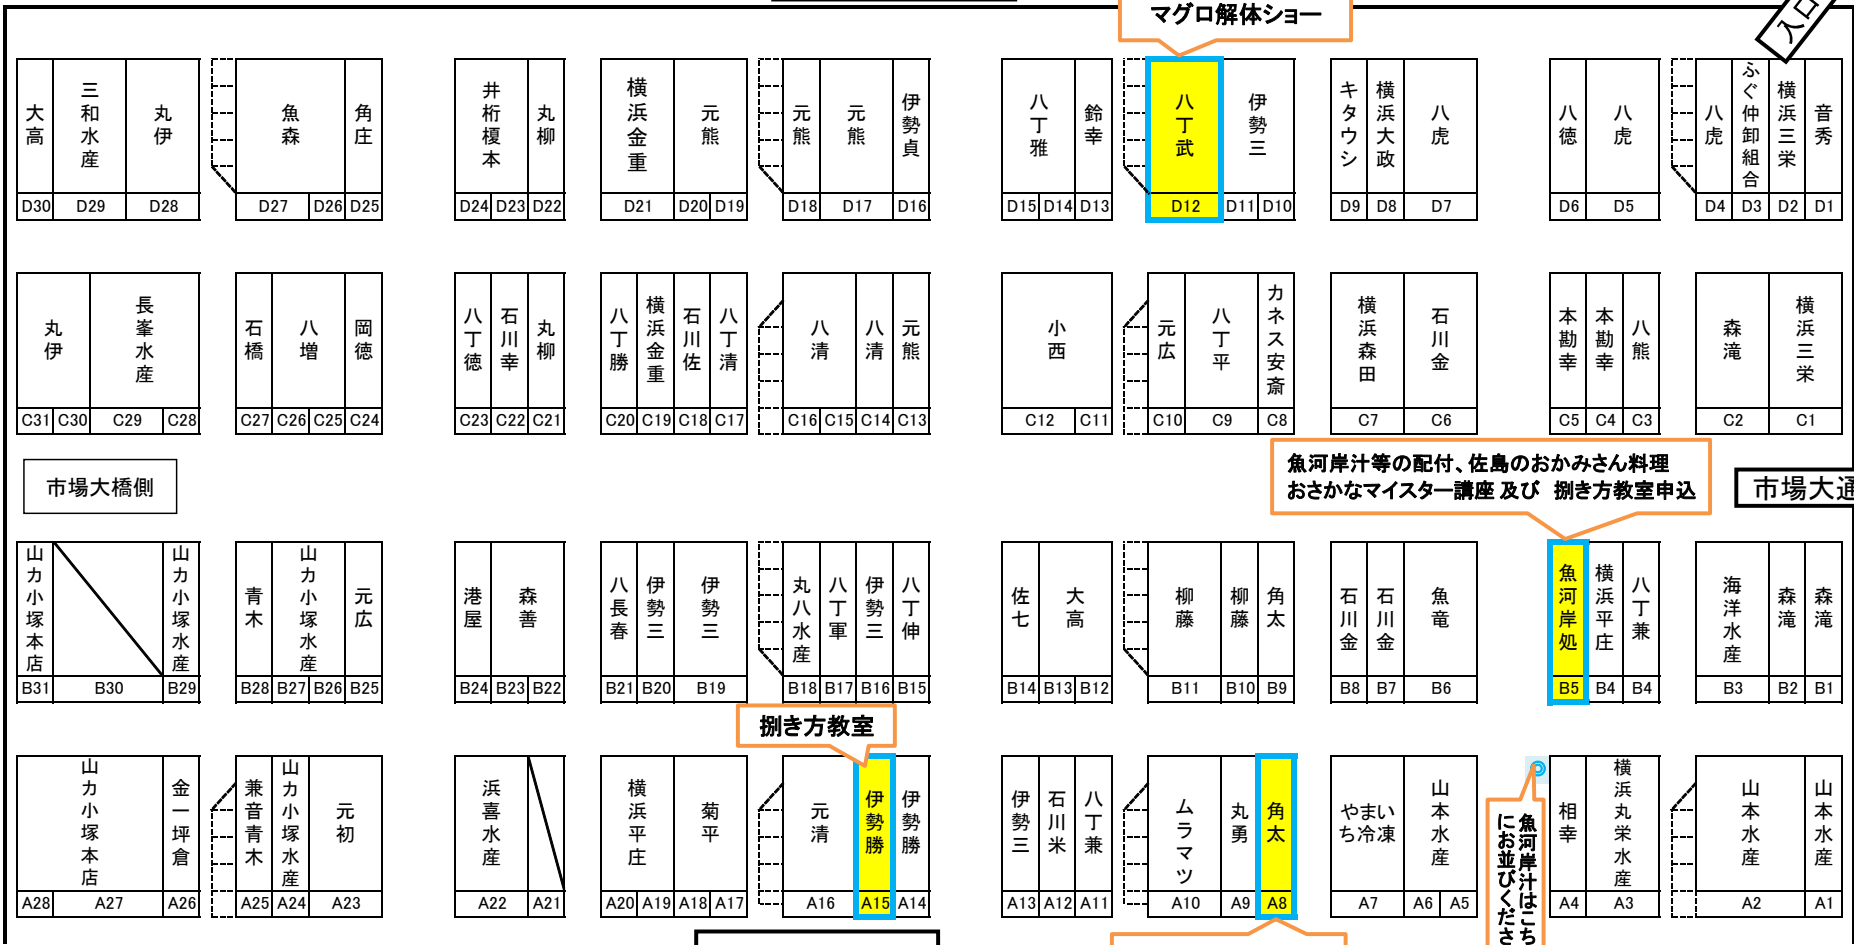 マグロ解体ショー
入口
大高
三和水産
丸伊
魚森
角庄
井桁榎本
丸柳
横浜金重
元熊
元熊
元熊
伊勢貞
八丁雅
鈴幸
八丁武
伊勢三
キタウシ
横浜大政
八虎
八徳
八虎
八虎
ふぐ仲卸組合
横浜三栄
音秀
D30 D29 D28 D27 D26 D25 D24 D23 D22 D21 D20 D19 D18 D17 D16 D15 D14 D13 D12 D11 D10 D9 D8 D7 D6 D5 D4 D3 D2 D1
丸伊
長峯水産
石橋
八増
岡徳
八丁徳
石川幸
丸柳
八丁勝
横浜金重
石川佐
八丁清
八清
八清
元熊
小西
元広
八丁平
カネス安斎
横浜森田
石川金
本勘幸
本勘幸
八熊
森滝
横浜三栄
C31 C30 C29 C28 C27 C26 C25 C24 C23 C22 C21 C20 C19 C18 C17 C16 C15 C14 C13 C12 C11 C10 C9 C8 C7 C6 C5 C4 C3 C2 C1
市場大橋側
魚河岸汁等の配付、佐島のおかみさん料理
おさかなマイスター講座 及び 捌き方教室申込
市場大通
山カ小塚本店
山カ小塚水産
青木
山カ小塚水産
元広
港屋
森善
八長春
伊勢三
伊勢三
丸八水産
八丁軍
伊勢三
八丁伸
佐七
大高
柳藤
柳藤
角太
石川金
石川金
魚竜
魚河岸処
横浜平庄
八丁兼
海洋水産
森滝
森滝
B31 B30 B29 B28 B27 B26 B25 B24 B23 B22 B21 B20 B19 B18 B17 B16 B15 B14 B13 B12 B11 B10 B9 B8 B7 B6 B5 B4 B4 B3 B2 B1
捌き方教室
山カ小塚本店
金一坪倉
兼音青木
山カ小塚水産
元初
浜喜水産
横浜平庄
菊平
元清
伊勢勝
伊勢勝
伊勢三
石川米
八丁兼
ムラマツ
丸勇
角太
やまい
ち冷凍
山本水産
魚河岸汁はこち
にお並びくださ
相幸
横浜丸栄水産
山本水産
山本水産
A28 A27 A26 A25 A24 A23 A22 A21 A20 A19 A18 A17 A16 A15 A14 A13 A12 A11 A10 A9 A8 A7 A6 A5 A4 A3 A2 A1